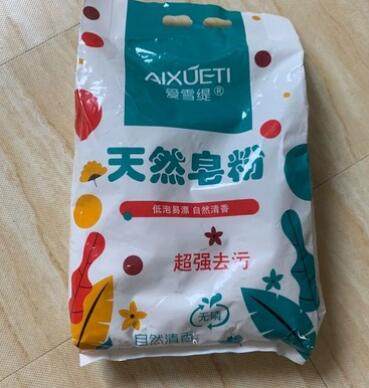 AIXUETI
爱雪缇®
天然皂粉
低泡易漂 自然清香
超强去污
无磷
自然清香